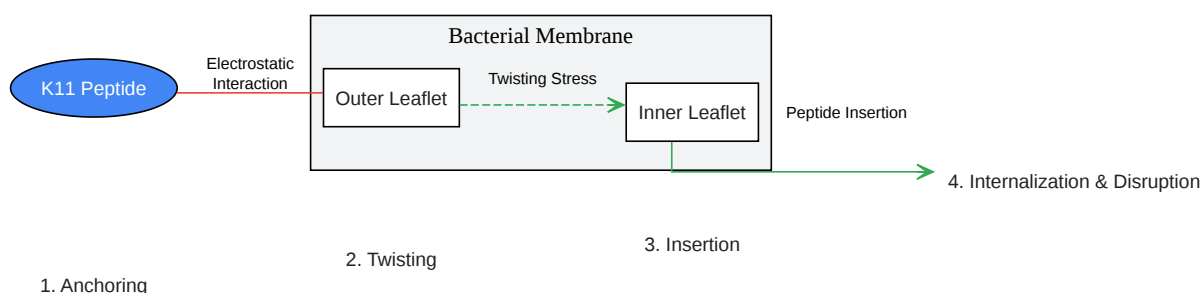 Bacterial Membrane
K11 Peptide
Electrostatic
Interaction
Outer Leaflet
Twisting Stress
Inner Leaflet
Peptide Insertion
4. Internalization & Disruption
3. Insertion
2. Twisting
1. Anchoring